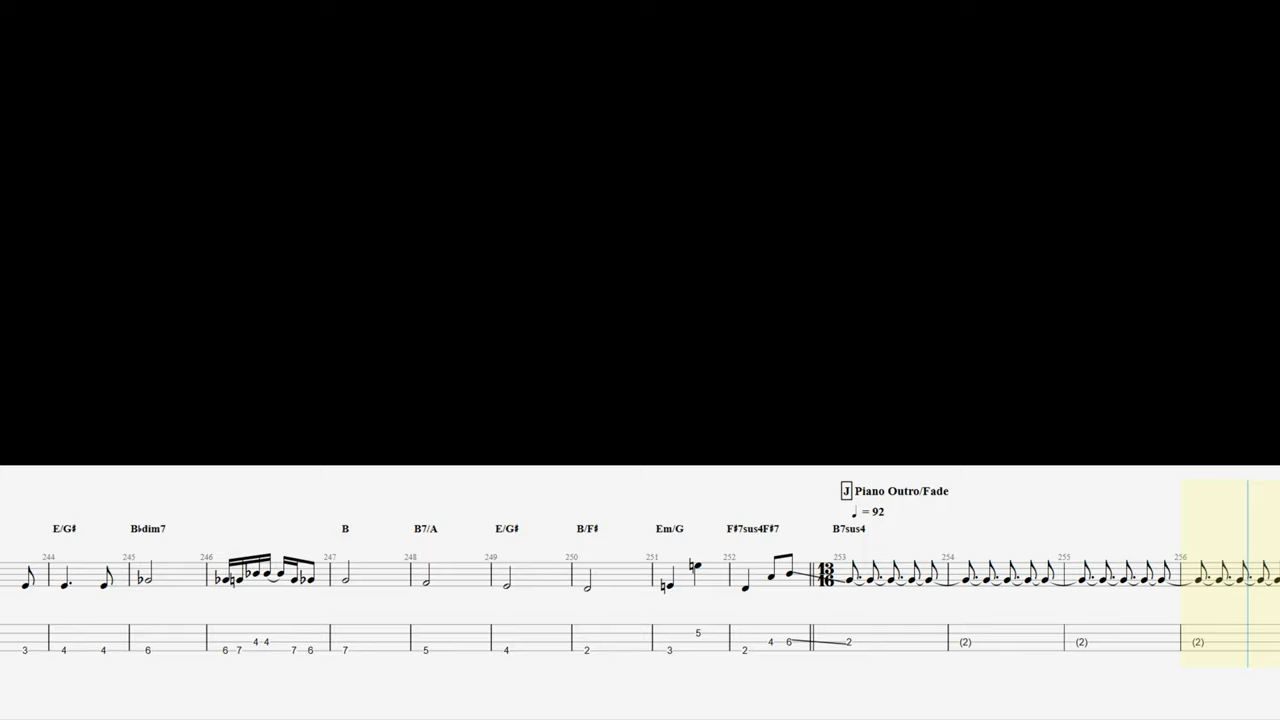 J Piano Outro/Fade
♩ = 92
E/G♯ B♭dim7 B B7/A E/G♯ B/F♯ Em/G F♯7sus4F♯7 B7sus4
244 245 246 247 248 249 250 251 252 253 254 255 256
13
16
5
4 4 4 6 2 (2) (2) (2)
3 4 4 6 6 7 7 6 7 5 4 2 3 2